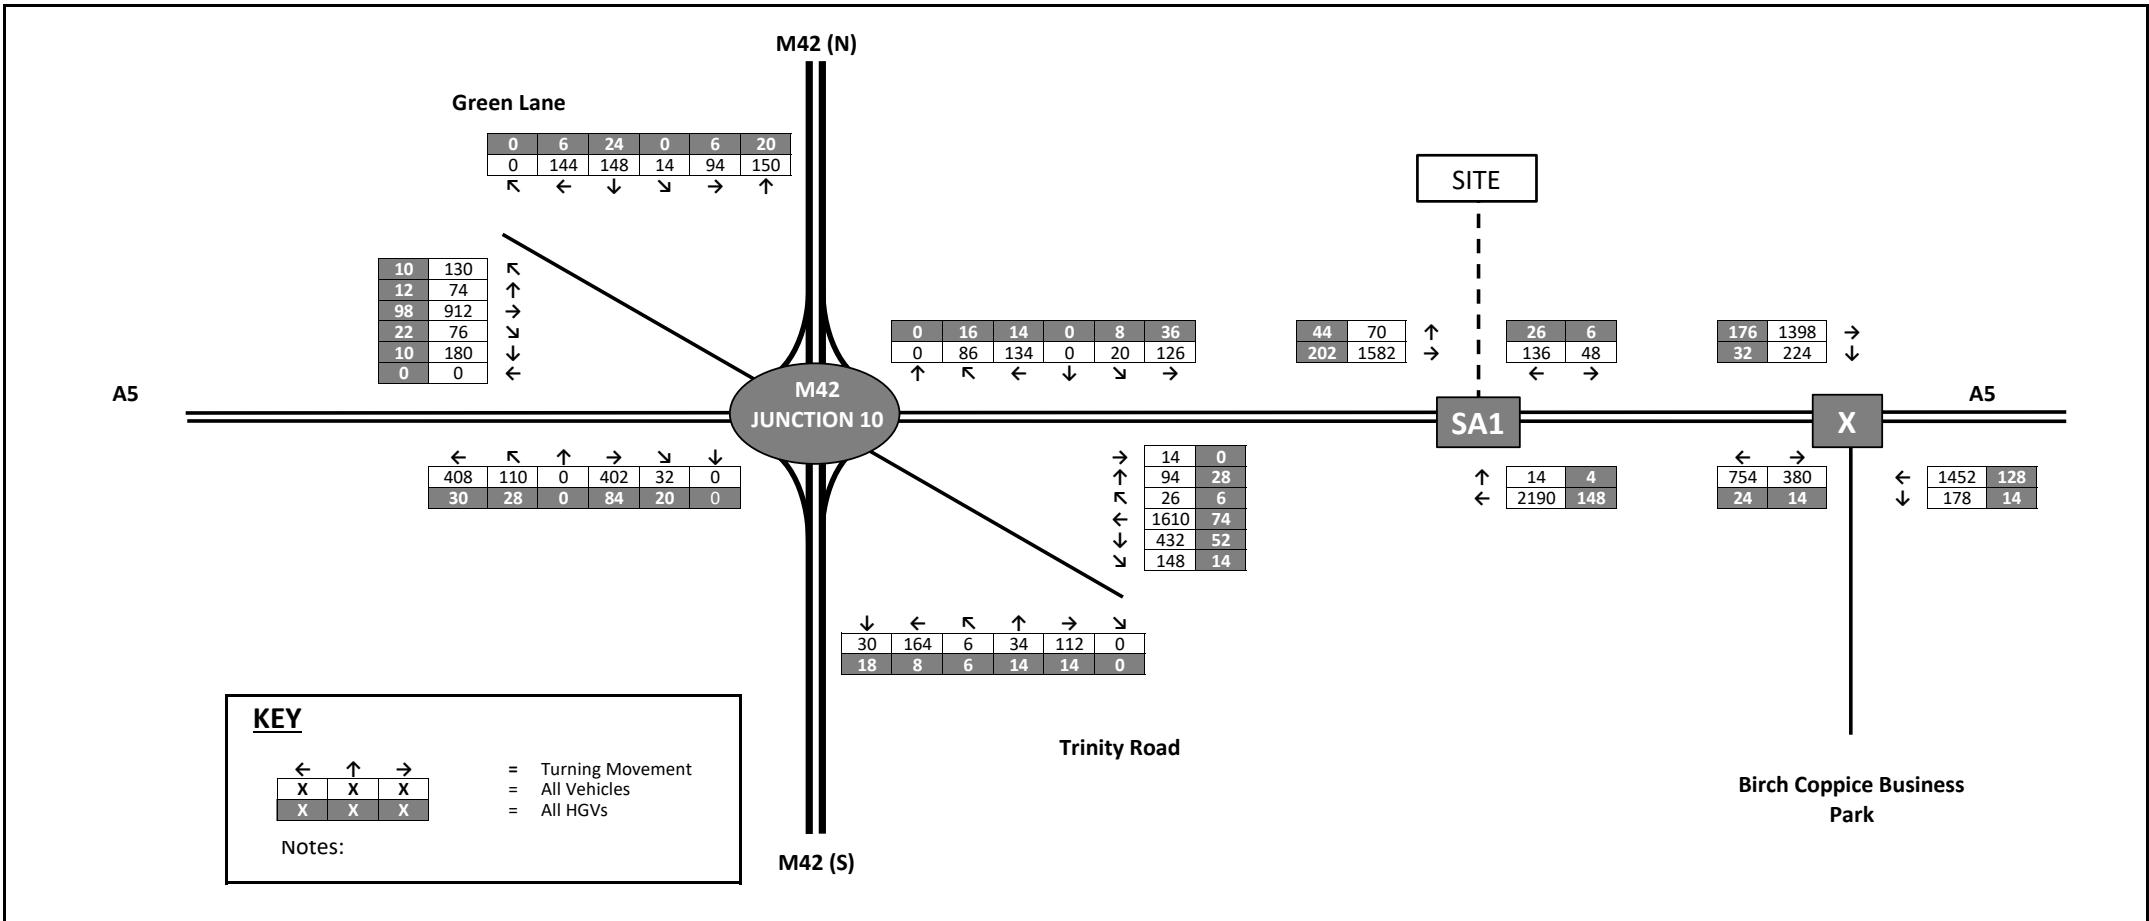 M42 (N)
Green Lane
0 6 24 0 6 20
0 144 148 14 94 150
↖ ← ↓ ↘ → ↑
SITE
10 130 ↖
12 74 ↑
98 912 →
22 76 ↘
10 180 ↓
0 0 ←
0 16 14 0 8 36
0 86 134 0 20 126
↑ ↖ ← ↓ ↘ →
44 70 ↑
202 1582 →
26 6
136 48
← →
176 1398 →
32 224 ↓
A5
M42
JUNCTION 10
SA1
X
A5
← ↖ ↑ → ↘ ↓
408 110 0 402 32 0
30 28 0 84 20 0
→ 14 0
↑ 94 28
↖ 26 6
← 1610 74
↓ 432 52
↘ 148 14
↑ 14 4
← 2190 148
← →
754 380
24 14
← 1452 128
↓ 178 14
↓ ← ↖ ↑ → ↘
30 164 6 34 112 0
18 8 6 14 14 0
KEY
← ↑ → = Turning Movement
X X X = All Vehicles
X X X = All HGVs
Notes:
Trinity Road
Birch Coppice Business
Park
M42 (S)